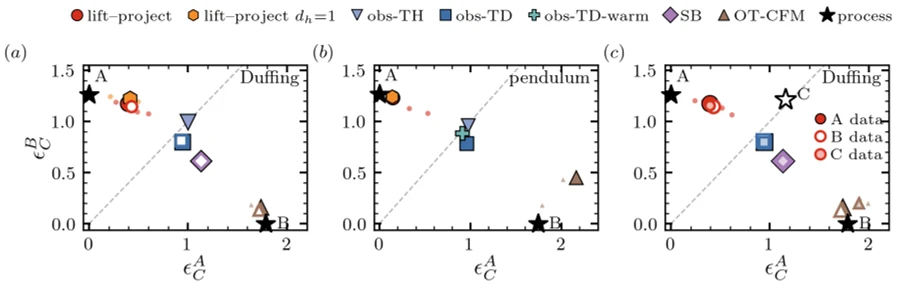 lift–project lift–project d_h=1 obs-TH obs-TD obs-TD-warm SB OT-CFM process
(a) (b) (c)
1.5 A Duffing
1.0
0.5
0.0 B
0 1 2
ϵ_C^B
ϵ_C^A
1.5 A pendulum
1.0
0.5
0.0 B
0 1 2
ϵ_C^A
1.5 A Duffing
C
1.0 A data
B data
0.5 C data
0.0 B
0 1 2
ϵ_C^A